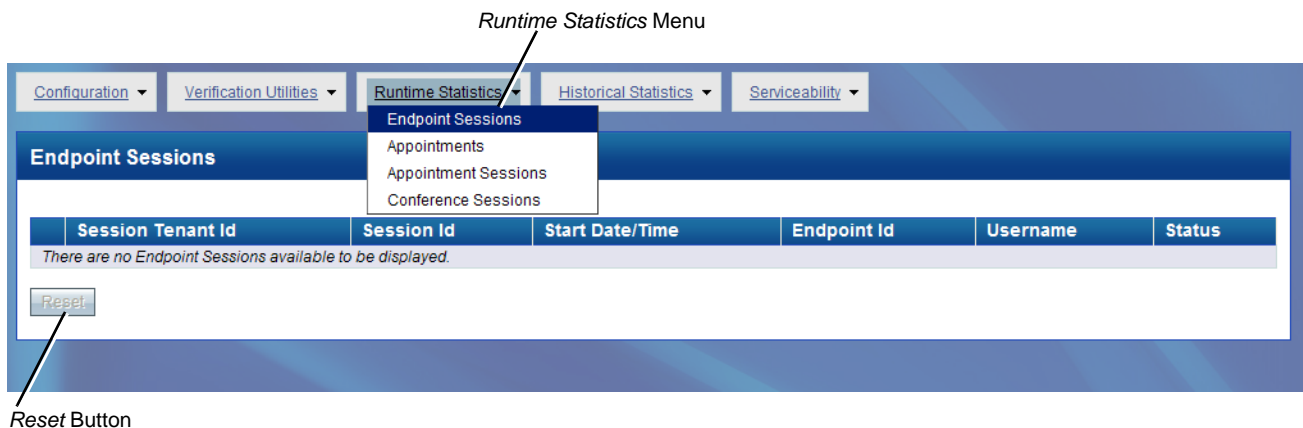 Runtime Statistics Menu
Configuration Verification Utilities Runtime Statistics Historical Statistics Serviceability
Endpoint Sessions
Appointments
Appointment Sessions
Conference Sessions
Endpoint Sessions
Session Tenant Id Session Id Start Date/Time Endpoint Id Username Status
There are no Endpoint Sessions available to be displayed.
Reset
Reset Button